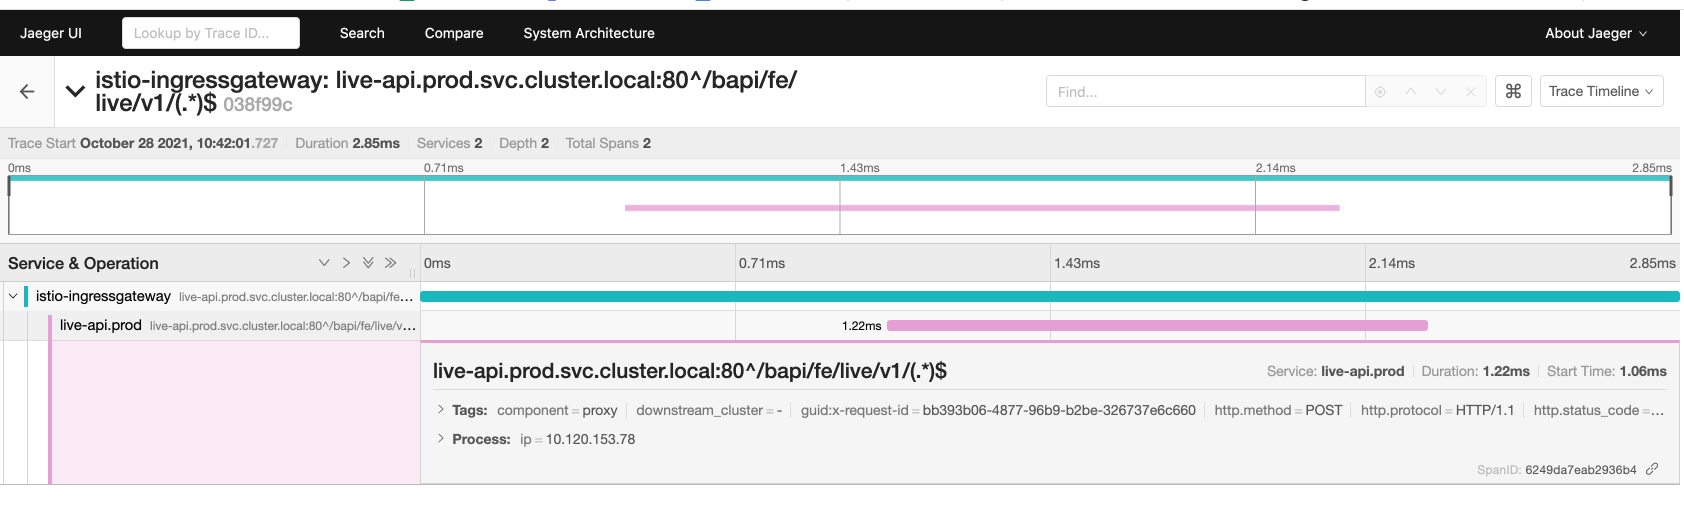 Jaeger UI Lookup by Trace ID... Search Compare System Architecture About Jaeger
istio-ingressgateway: live-api.prod.svc.cluster.local:80^/bapi/fe/
live/v1/(.*)$ 038f99c
Find... ⌘ Trace Timeline
Trace Start October 28 2021, 10:42:01.727 Duration 2.85ms Services 2 Depth 2 Total Spans 2
0ms 0.71ms 1.43ms 2.14ms 2.85ms
Service & Operation 0ms 0.71ms 1.43ms 2.14ms 2.85ms
istio-ingressgateway live-api.prod.svc.cluster.local:80^/bapi/fe...
live-api.prod live-api.prod.svc.cluster.local:80^/bapi/fe/live/v... 1.22ms
live-api.prod.svc.cluster.local:80^/bapi/fe/live/v1/(.*)$ Service: live-api.prod Duration: 1.22ms Start Time: 1.06ms
Tags: component = proxy downstream_cluster = - guid:x-request-id = bb393b06-4877-96b9-b2be-326737e6c660 http.method = POST http.protocol = HTTP/1.1 http.status_code =...
Process: ip = 10.120.153.78
SpanID: 6249da7eab2936b4